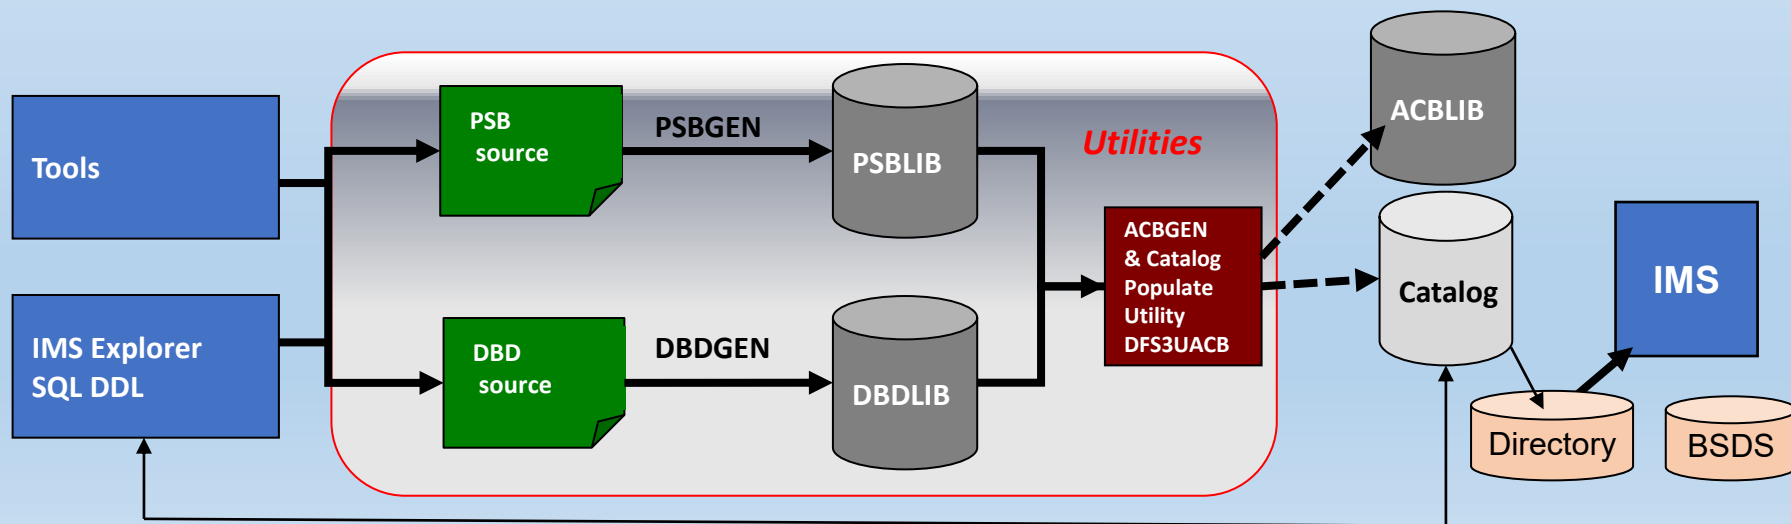 Tools
IMS Explorer
SQL DDL
PSB
source
PSBGEN
PSBLIB
DBD
source
DBDGEN
DBDLIB
Utilities
ACBGEN
& Catalog
Populate
Utility
DFS3UACB
ACBLIB
Catalog
IMS
Directory
BSDS